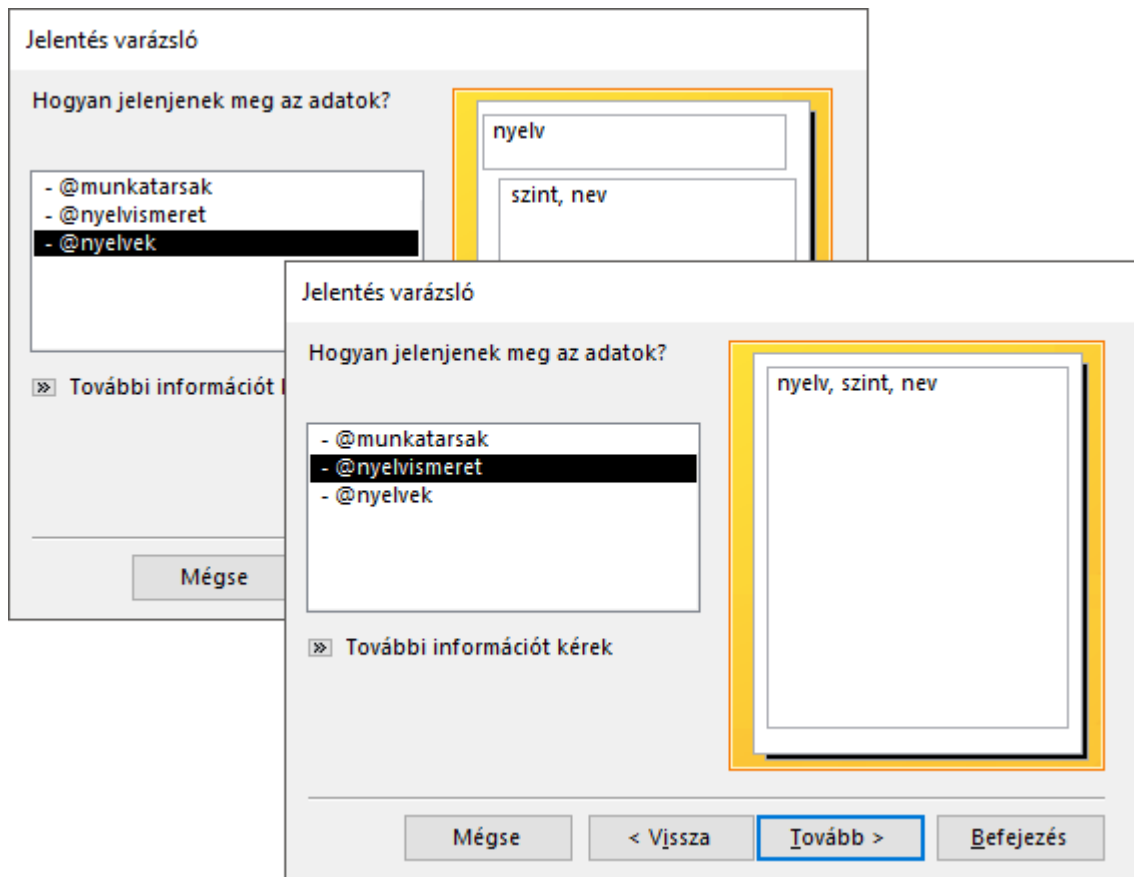 Jelentés varázsló
Hogyan jelenjenek meg az adatok?
- @munkatarsak
- @nyelvismeret
- @nyelvek
nyelv
szint, nev
További információt
Mégse
Jelentés varázsló
Hogyan jelenjenek meg az adatok?
- @munkatarsak
- @nyelvismeret
- @nyelvek
nyelv, szint, nev
További információt kérek
Mégse
< Vissza
Tovább >
Befejezés